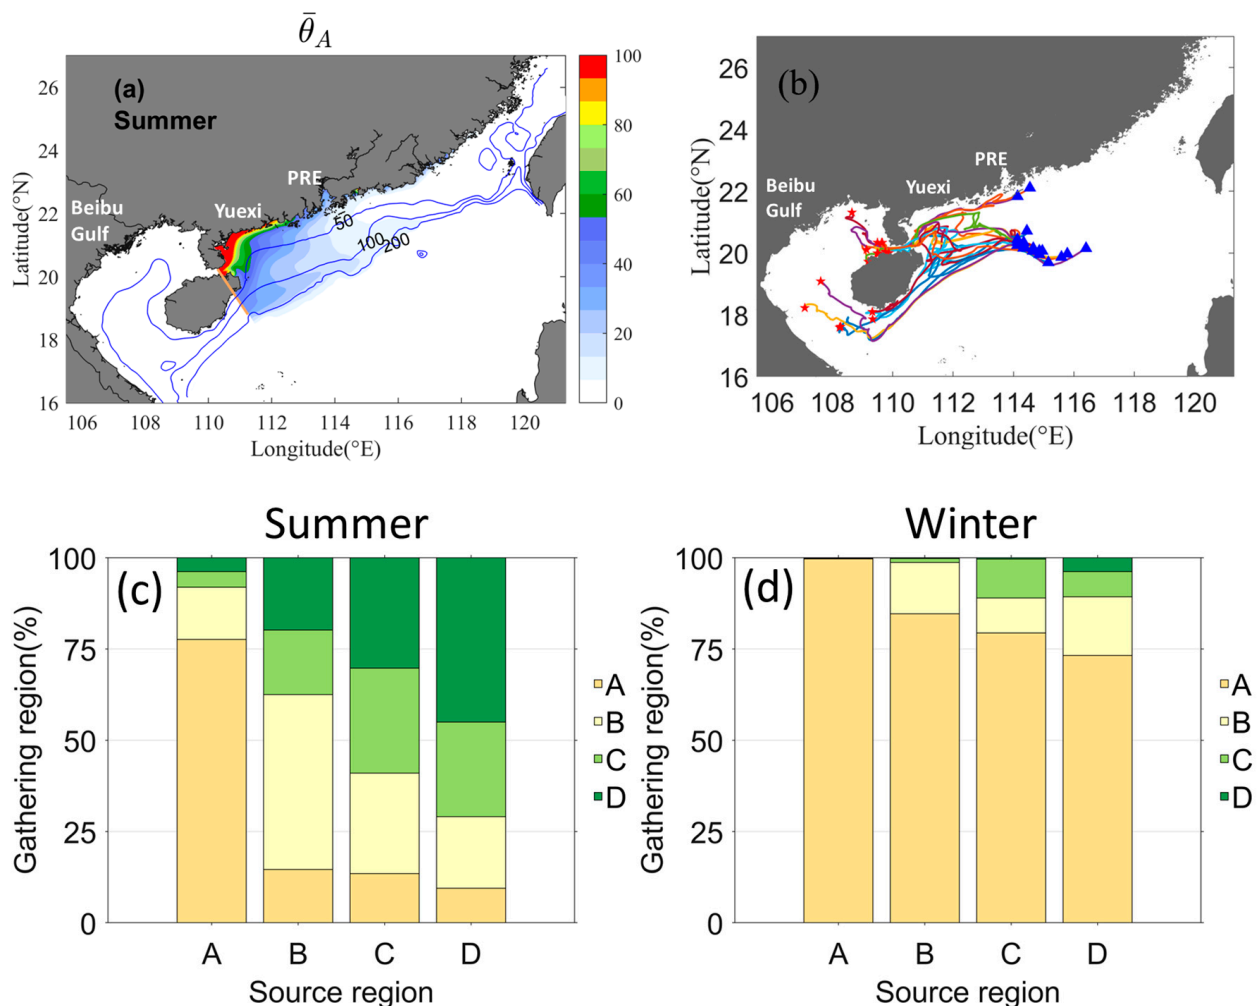 θ̄_A
(a)
Summer
PRE
Beibu
Gulf
Yuexi
50
100
200
26
24
22
20
18
16
Latitude(°N)
106 108 110 112 114 116 118 120
Longitude(°E)
100
80
60
40
20
0
(b)
PRE
Beibu
Gulf
Yuexi
26
24
22
20
18
16
Latitude(°N)
106 108 110 112 114 116 118 120
Longitude(°E)
Summer
(c)
100
75
50
25
0
Gathering region(%)
A B C D
Source region
A
B
C
D
Winter
(d)
100
75
50
25
0
Gathering region(%)
A B C D
Source region
A
B
C
D